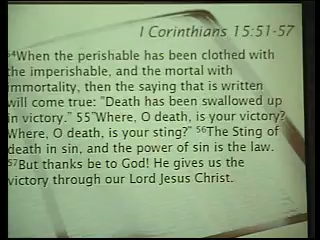 I Corinthians 15:51-57
54When the perishable has been clothed with
the imperishable, and the mortal with
immortality, then the saying that is written
will come true: "Death has been swallowed up
in victory." 55"Where, O death, is your victory?
Where, O death, is your sting?" 56The Sting of
death in sin, and the power of sin is the law.
57But thanks be to God! He gives us the
victory through our Lord Jesus Christ.